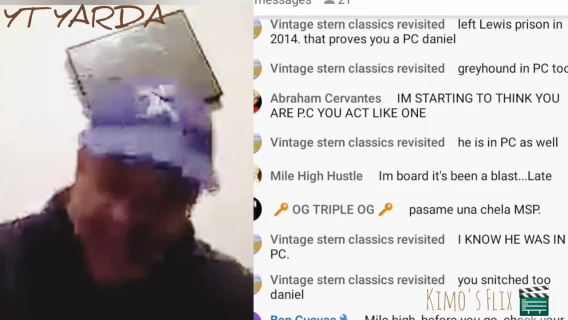 YT YARDA
messages 21
Vintage stern classics revisited left Lewis prison in
2014. that proves you a PC daniel
Vintage stern classics revisited greyhound in PC too
Abraham Cervantes IM STARTING TO THINK YOU
ARE P.C YOU ACT LIKE ONE
Vintage stern classics revisited he is in PC as well
Mile High Hustle Im board it's been a blast...Late
🔑 OG TRIPLE OG 🔑 pasame una chela MSP.
Vintage stern classics revisited I KNOW HE WAS IN
PC.
Vintage stern classics revisited you snitched too
daniel
Ben Cuevas Mile high, before you go, check your
KIMO'S FLIX